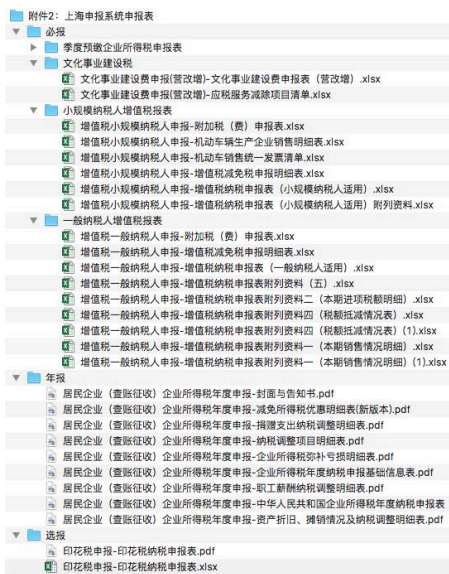 附件2：上海申报系统申报表
必报
季度预缴企业所得税申报表
文化事业建设税
文化事业建设费申报(营改增)-文化事业建设费申报表（营改增）.xlsx
文化事业建设费申报(营改增)-应税服务减除项目清单.xlsx
小规模纳税人增值税报表
增值税小规模纳税人申报-附加税（费）申报表.xlsx
增值税小规模纳税人申报-机动车辆生产企业销售明细表.xlsx
增值税小规模纳税人申报-机动车销售统一发票清单.xlsx
增值税小规模纳税人申报-增值税减免税申报明细表.xlsx
增值税小规模纳税人申报-增值税纳税申报表（小规模纳税人适用）.xlsx
增值税小规模纳税人申报-增值税纳税申报表（小规模纳税人适用）附列资料.xlsx
一般纳税人增值税报表
增值税一般纳税人申报-附加税（费）申报表.xlsx
增值税一般纳税人申报-增值税减免税申报明细表.xlsx
增值税一般纳税人申报-增值税纳税申报表（一般纳税人适用）.xlsx
增值税一般纳税人申报-增值税纳税申报表附列资料（五）.xlsx
增值税一般纳税人申报-增值税纳税申报表附列资料二（本期进项税额明细）.xlsx
增值税一般纳税人申报-增值税纳税申报表附列资料四（税额抵减情况表）.xlsx
增值税一般纳税人申报-增值税纳税申报表附列资料四（税额抵减情况表）(1).xlsx
增值税一般纳税人申报-增值税纳税申报表附列资料一（本期销售情况明细）.xlsx
增值税一般纳税人申报-增值税纳税申报表附列资料一（本期销售情况明细）(1).xlsx
年报
居民企业（查账征收）企业所得税年度申报-封面与告知书.pdf
居民企业（查账征收）企业所得税年度申报-减免所得税优惠明细表(新版本).pdf
居民企业（查账征收）企业所得税年度申报-捐赠支出纳税调整明细表.pdf
居民企业（查账征收）企业所得税年度申报-纳税调整项目明细表.pdf
居民企业（查账征收）企业所得税年度申报-企业所得税弥补亏损明细表.pdf
居民企业（查账征收）企业所得税年度申报-企业所得税年度纳税申报基础信息表.pdf
居民企业（查账征收）企业所得税年度申报-职工薪酬纳税调整明细表.pdf
居民企业（查账征收）企业所得税年度申报-中华人民共和国企业所得税年度纳税申报表
居民企业（查账征收）企业所得税年度申报-资产折旧、摊销情况及纳税调整明细表.pdf
选报
印花税申报-印花税纳税申报表.pdf
印花税申报-印花税纳税申报表.xlsx